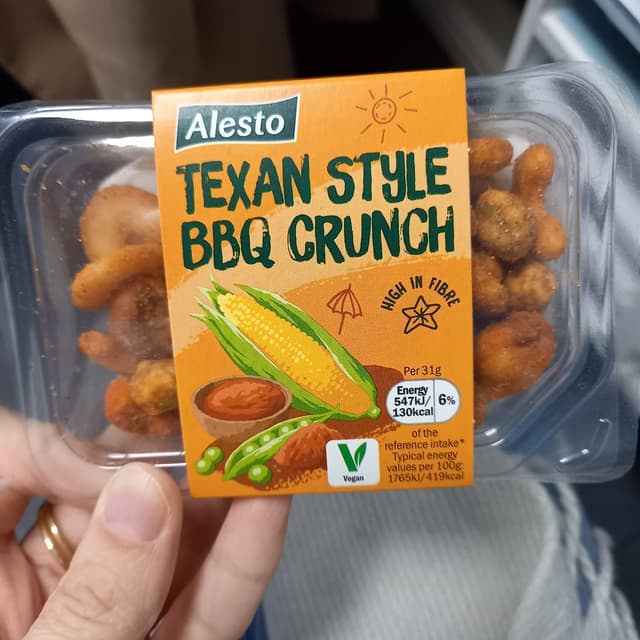 Alesto
TEXAN STYLE
BBQ CRUNCH
HIGH IN FIBRE
Per 31g
Energy
547kJ/
130kcal
6%
of the
reference intake*
Typical energy
values per 100g:
1765kJ/419kcal
Vegan